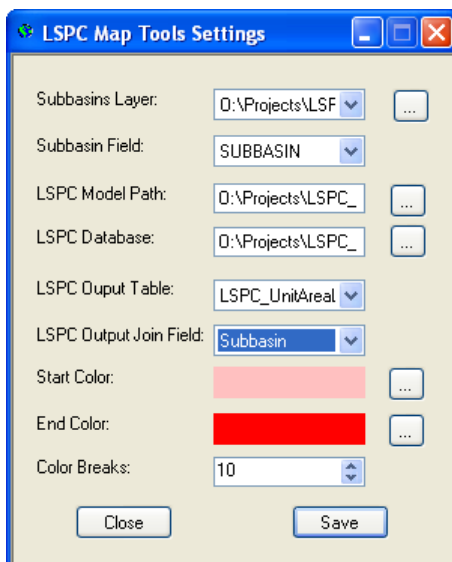 LSPC Map Tools Settings
Subbasins Layer: O:\Projects\LSF ...
Subbasin Field: SUBBASIN
LSPC Model Path: O:\Projects\LSPC_ ...
LSPC Database: O:\Projects\LSPC_ ...
LSPC Ouput Table: LSPC_UnitAreaL
LSPC Output Join Field: Subbasin
Start Color: ...
End Color: ...
Color Breaks: 10
Close Save